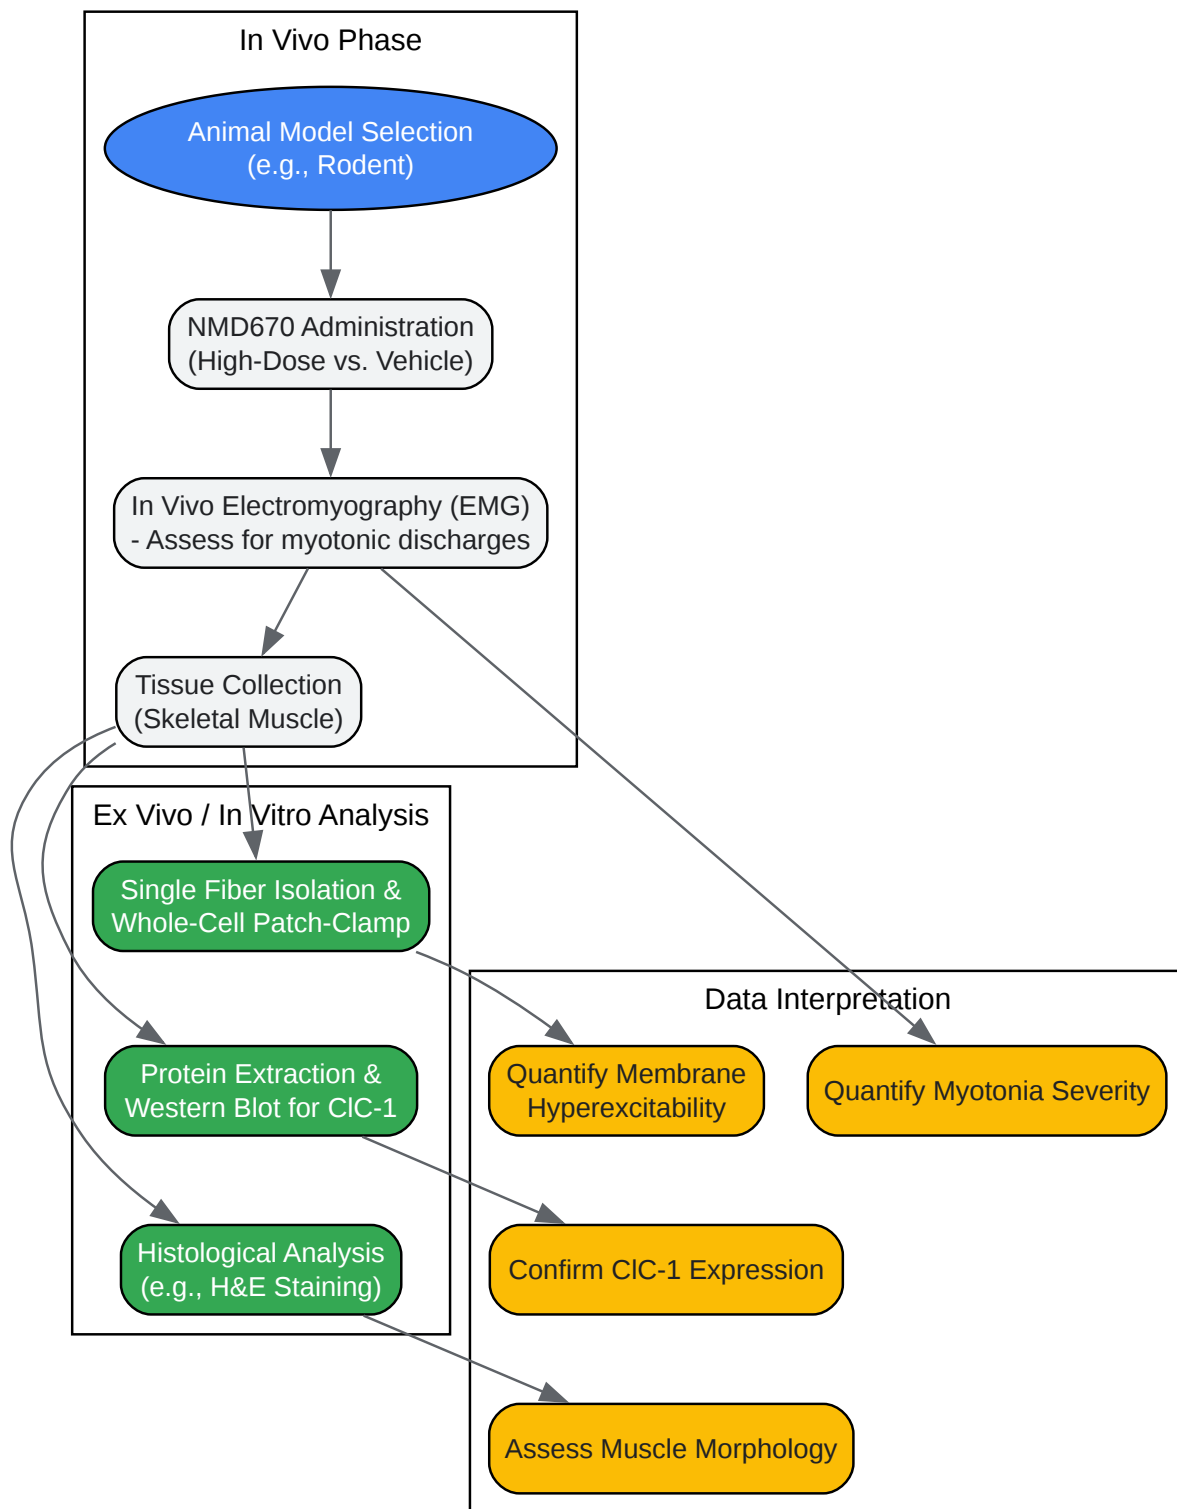 In Vivo Phase
Animal Model Selection
(e.g., Rodent)
NMD670 Administration
(High-Dose vs. Vehicle)
In Vivo Electromyography (EMG)
- Assess for myotonic discharges
Tissue Collection
(Skeletal Muscle)
Ex Vivo / In Vitro Analysis
Single Fiber Isolation &
Whole-Cell Patch-Clamp
Protein Extraction &
Western Blot for ClC-1
Histological Analysis
(e.g., H&E Staining)
Data Interpretation
Quantify Membrane
Hyperexcitability
Quantify Myotonia Severity
Confirm ClC-1 Expression
Assess Muscle Morphology